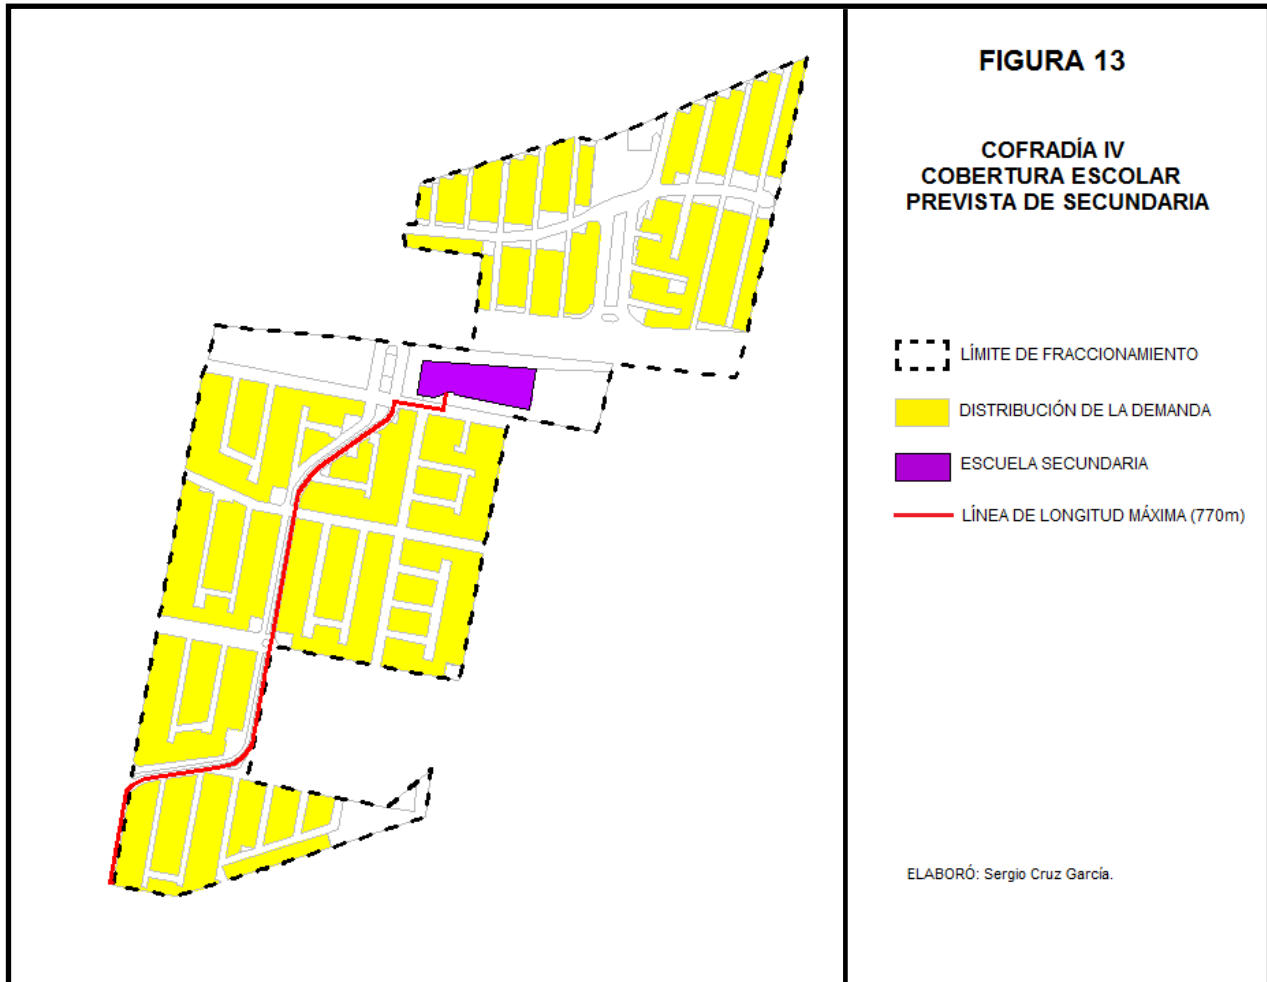 FIGURA 13
COFRADÍA IV
COBERTURA ESCOLAR
PREVISTA DE SECUNDARIA
LÍMITE DE FRACCIONAMIENTO
DISTRIBUCIÓN DE LA DEMANDA
ESCUELA SECUNDARIA
LÍNEA DE LONGITUD MÁXIMA (770m)
ELABORÓ: Sergio Cruz García.